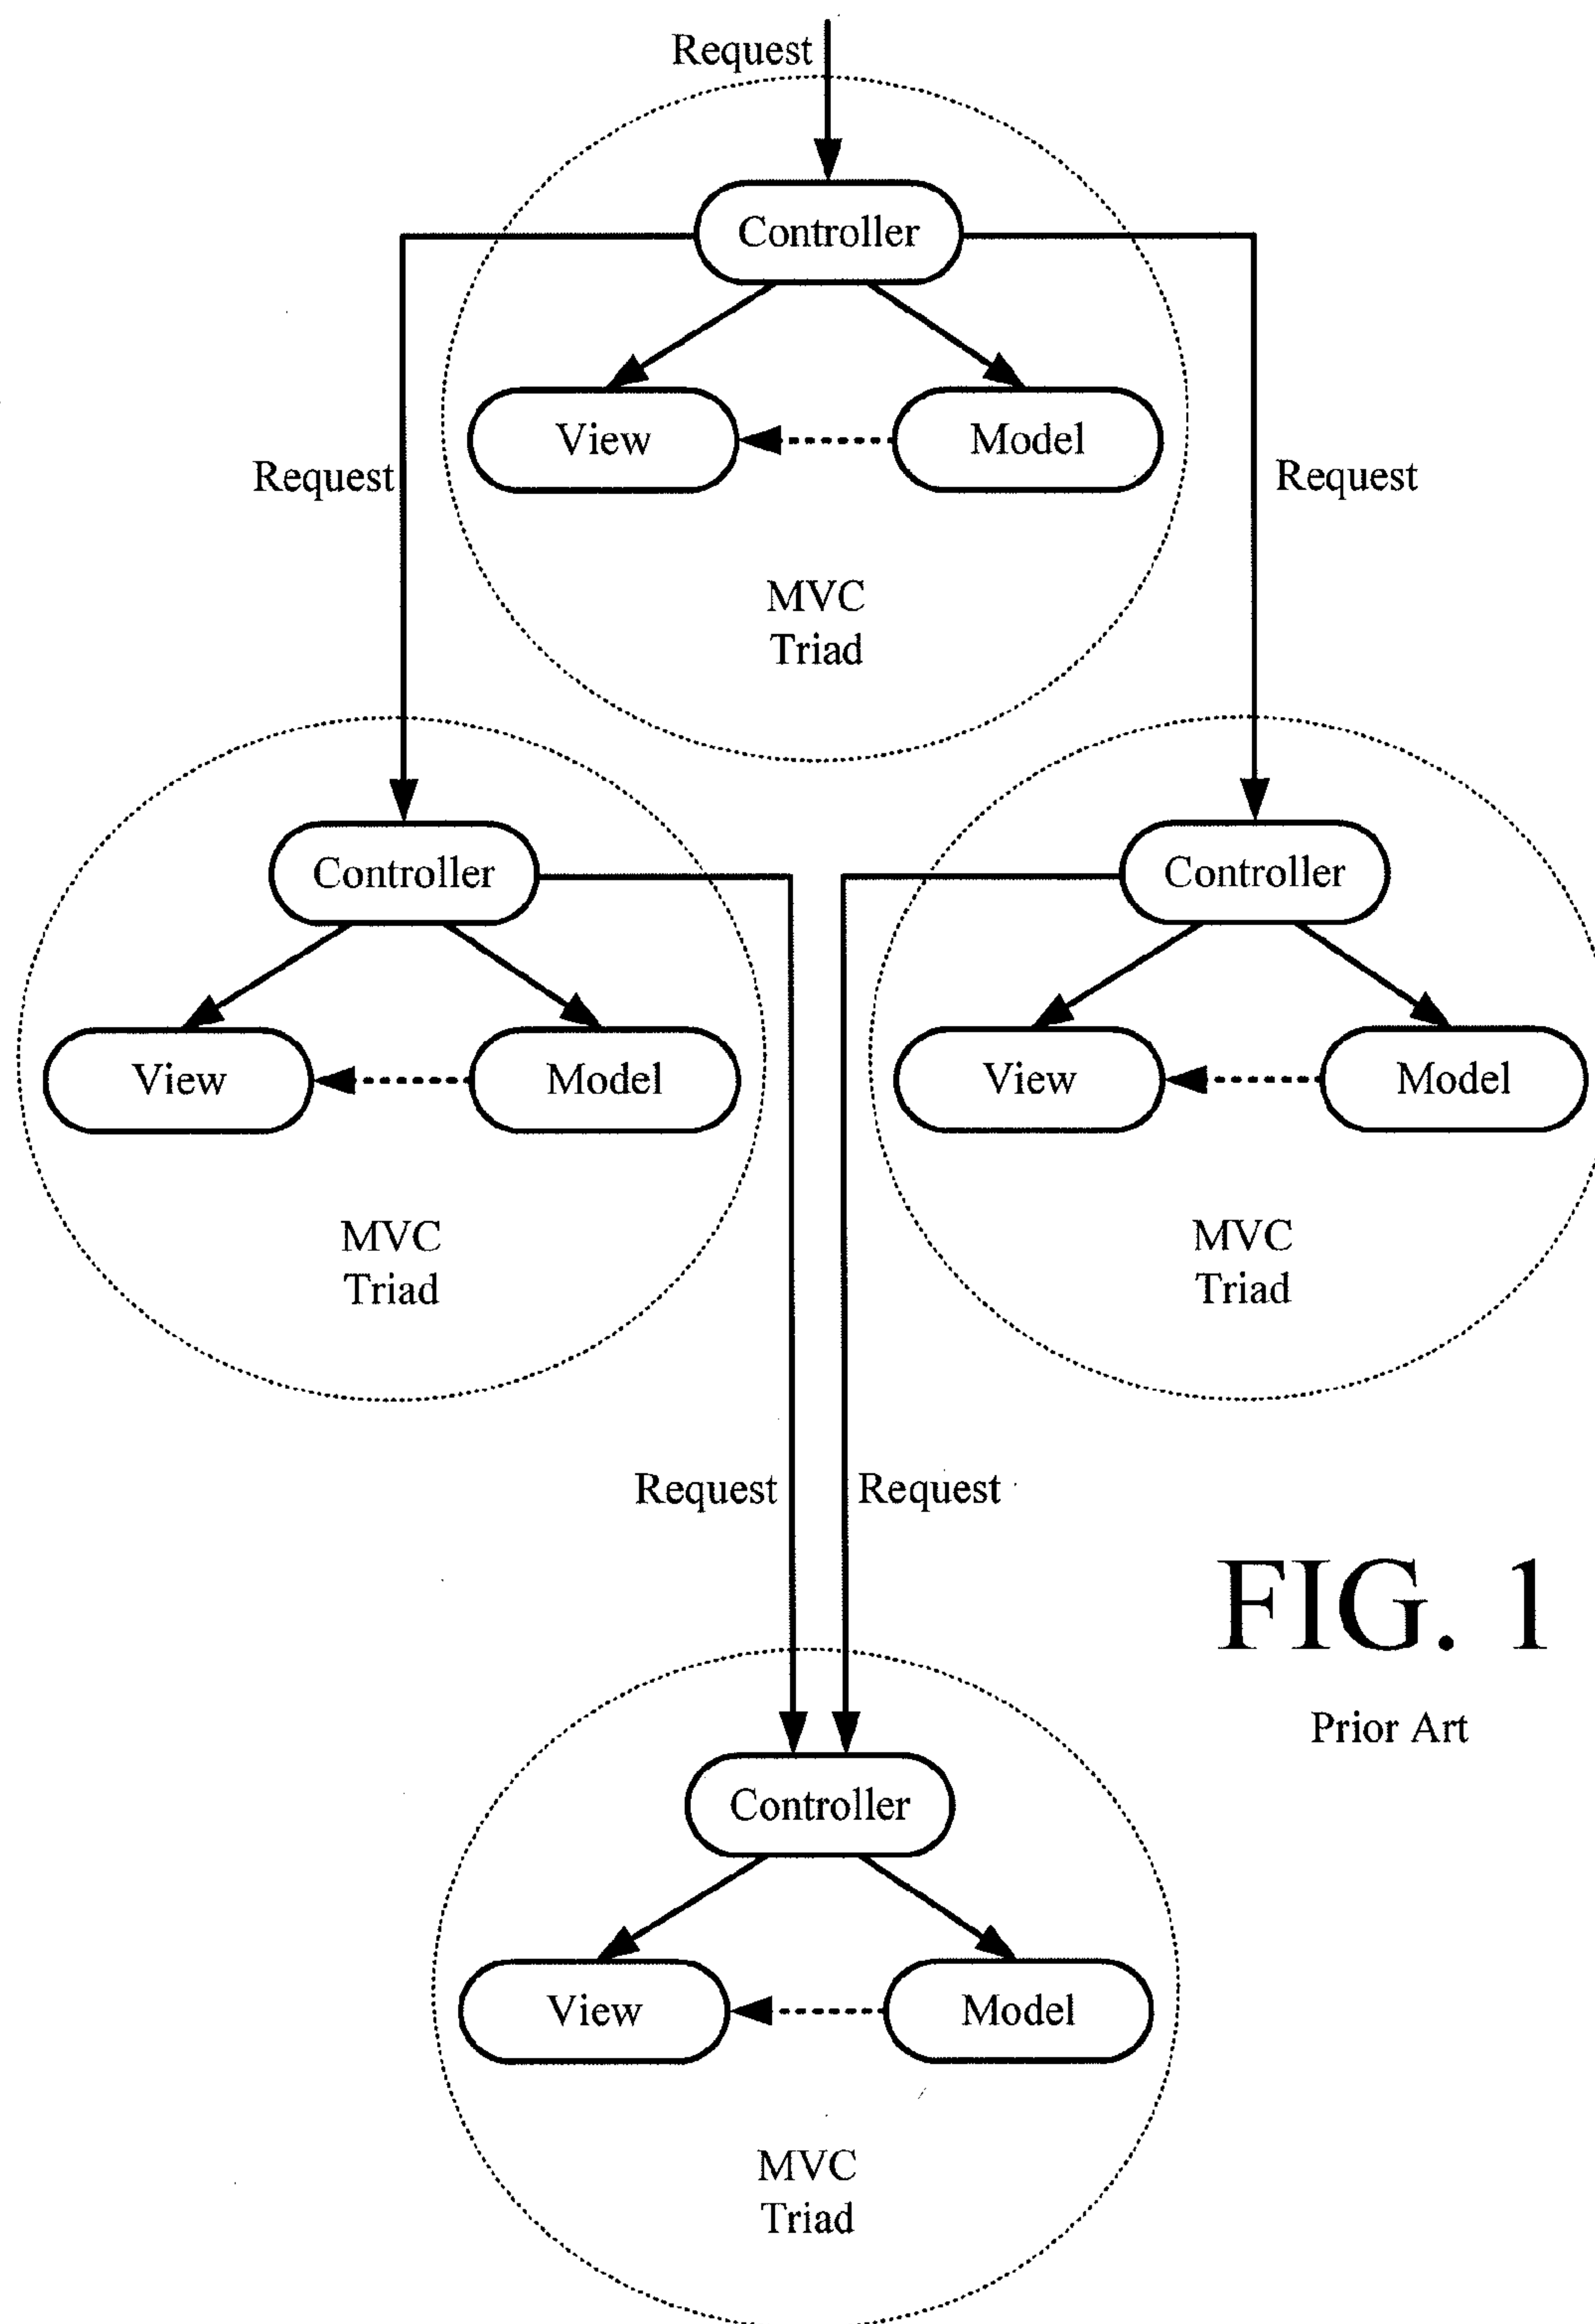 Request
Controller
View
Model
Request
Request
MVC
Triad
Controller
Controller
View
Model
View
Model
MVC
Triad
MVC
Triad
Request
Request
FIG. 1
Prior Art
Controller
View
Model
MVC
Triad